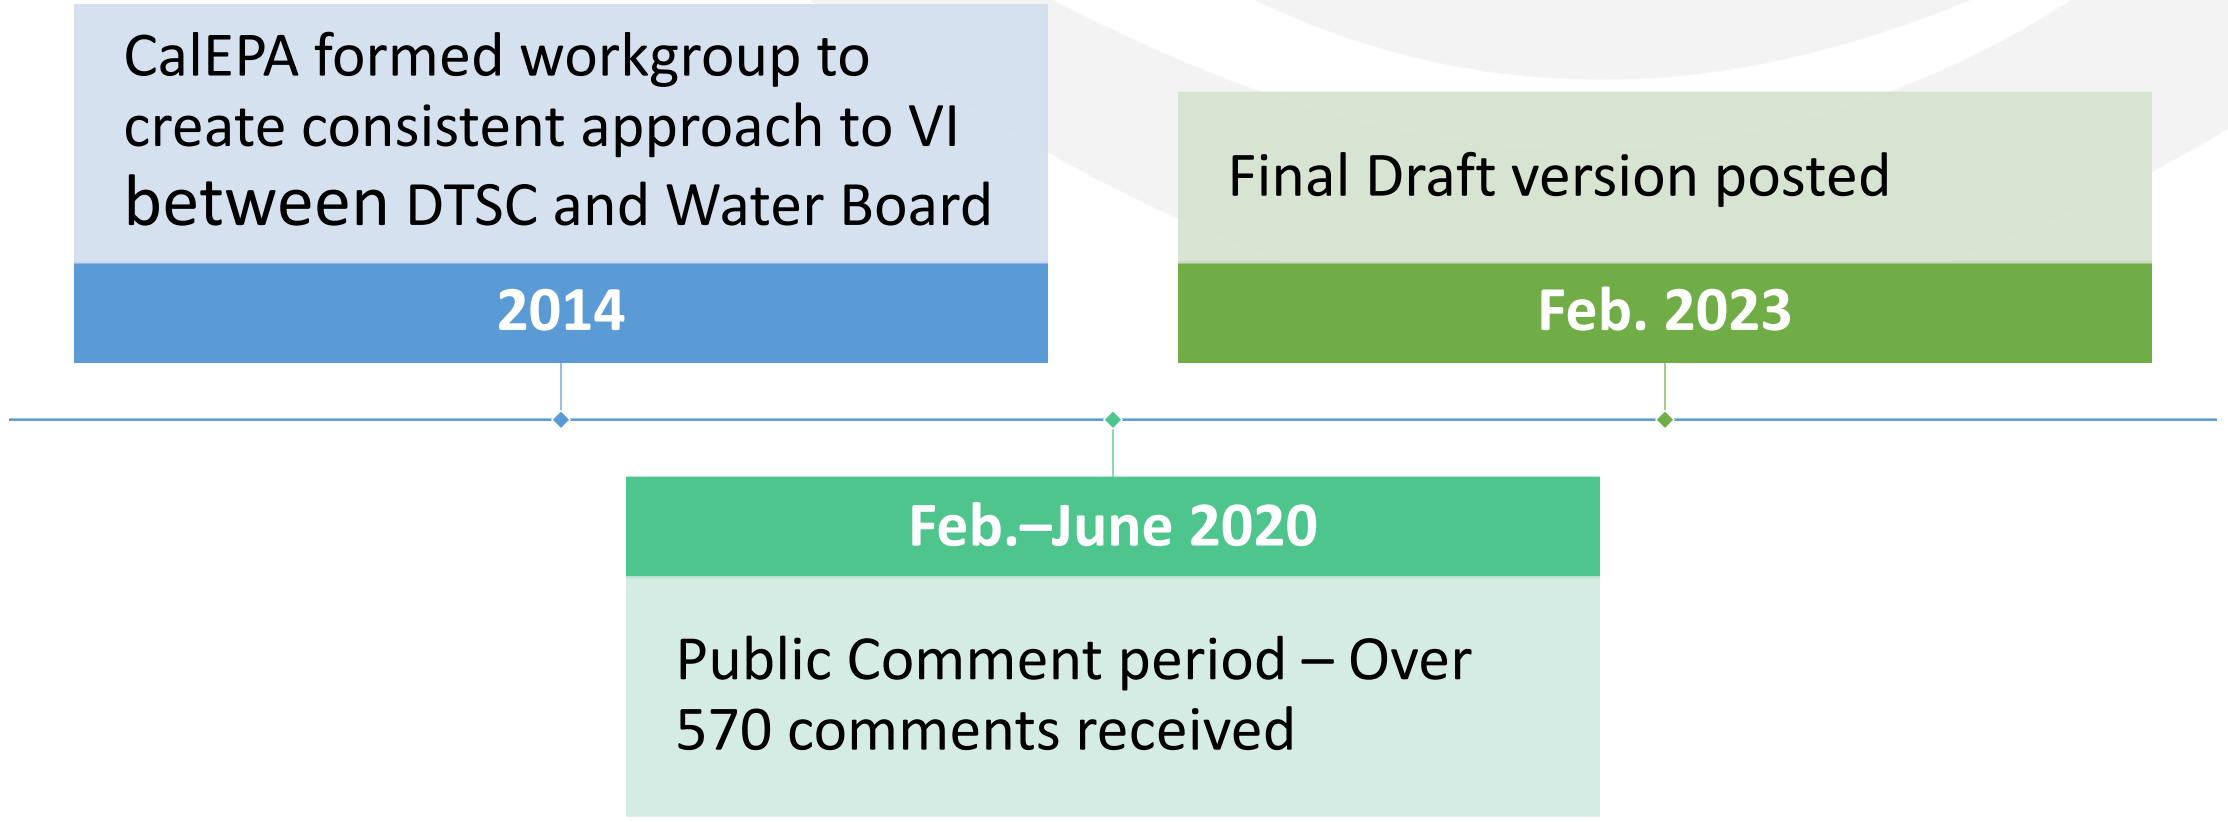 CalEPA formed workgroup to
create consistent approach to VI
between DTSC and Water Board
2014
Final Draft version posted
Feb. 2023
Feb.–June 2020
Public Comment period – Over
570 comments received